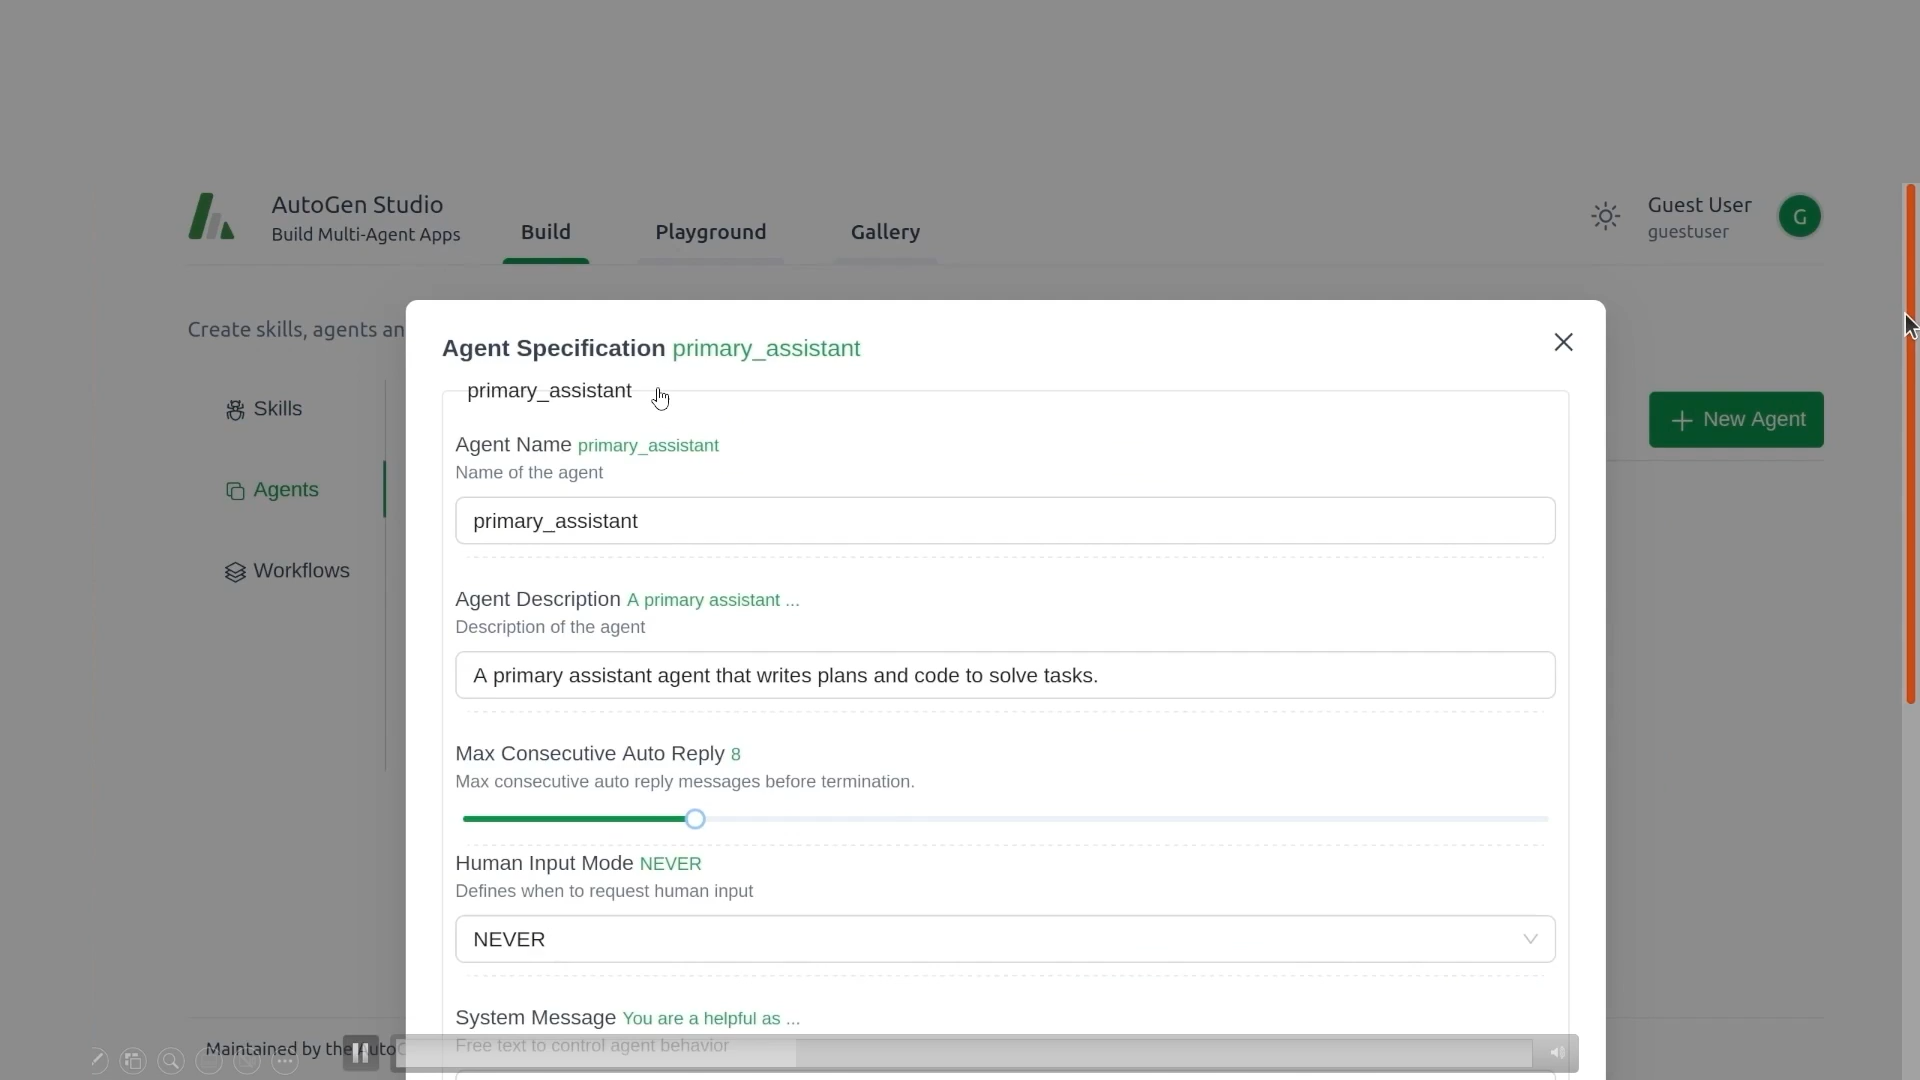 AutoGen Studio
Build Multi-Agent Apps
Build
Playground
Gallery
Guest User
guestuser
G
Create skills, agents an
Agent Specification primary_assistant
primary_assistant
Skills
Agents
Workflows
New Agent
Agent Name primary_assistant
Name of the agent
primary_assistant
Agent Description A primary assistant ...
Description of the agent
A primary assistant agent that writes plans and code to solve tasks.
Max Consecutive Auto Reply 8
Max consecutive auto reply messages before termination.
Human Input Mode NEVER
Defines when to request human input
NEVER
System Message You are a helpful as ...
Free text to control agent behavior
Maintained by the AutoG